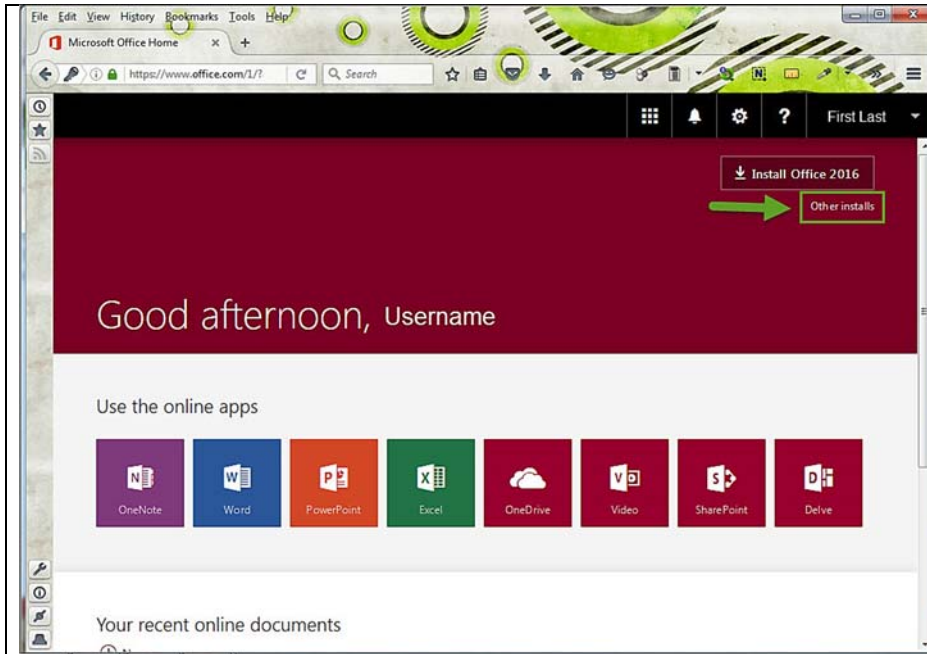 File Edit View History Bookmarks Tools Help
Microsoft Office Home
https://www.office.com/1/?
Search
First Last
Install Office 2016
Other installs
Good afternoon, Username
Use the online apps
OneNote Word PowerPoint Excel OneDrive Video SharePoint Delve
Your recent online documents